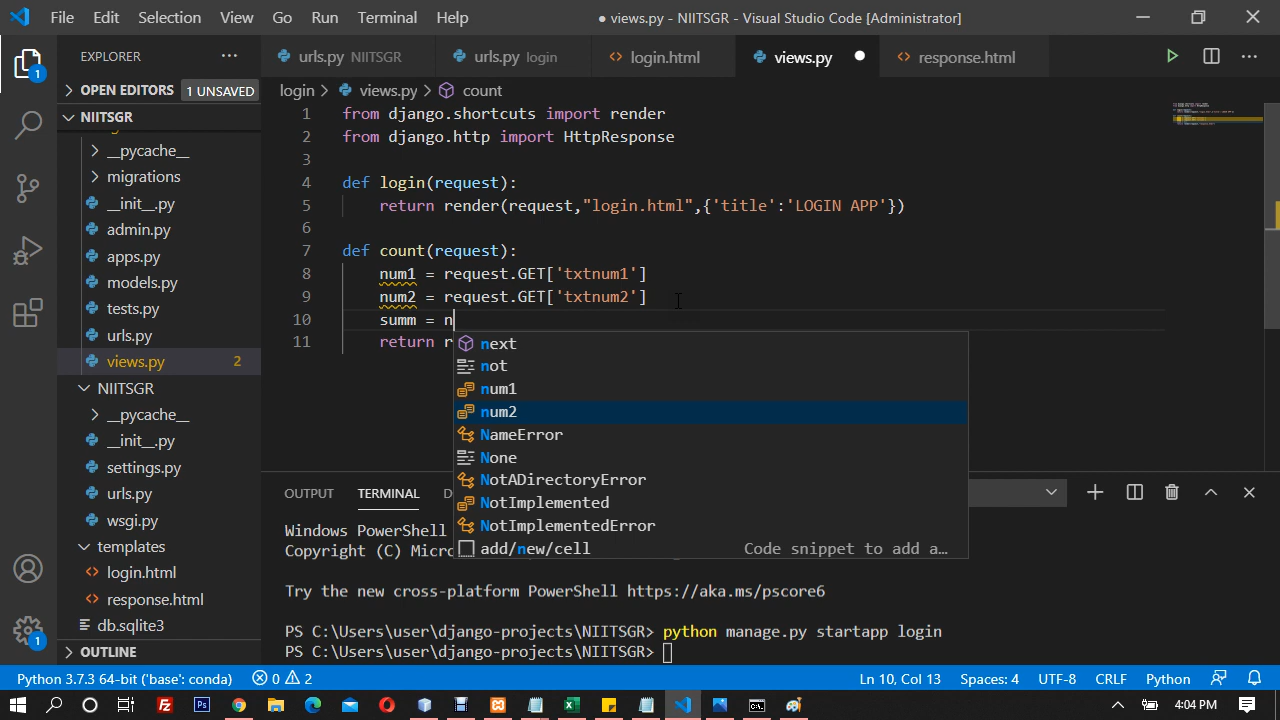 File Edit Selection View Go Run Terminal Help ● views.py - NIITSGR - Visual Studio Code [Administrator]
EXPLORER
urls.py NIITSGR urls.py login login.html views.py response.html
OPEN EDITORS 1 UNSAVED
login > views.py > count
NIITSGR
__pycache__
migrations
__init__.py
admin.py
apps.py
models.py
tests.py
urls.py
views.py 2
NIITSGR
__pycache__
__init__.py
settings.py
urls.py
wsgi.py
templates
login.html
response.html
db.sqlite3
OUTLINE
1 from django.shortcuts import render
2 from django.http import HttpResponse
3
4 def login(request):
5 return render(request,"login.html",{'title':'LOGIN APP'})
6
7 def count(request):
8 num1 = request.GET['txtnum1']
9 num2 = request.GET['txtnum2']
10 summ = n
11 return r
next
not
num1
num2
NameError
None
NotADirectoryError
NotImplemented
NotImplementedError
add/new/cell Code snippet to add a…
OUTPUT TERMINAL D
Windows PowerShell
Copyright (C) Micro
Try the new cross-platform PowerShell https://aka.ms/pscore6
PS C:\Users\user\django-projects\NIITSGR> python manage.py startapp login
PS C:\Users\user\django-projects\NIITSGR>
1
1
Python 3.7.3 64-bit ('base': conda) 0 2 Ln 10, Col 13 Spaces: 4 UTF-8 CRLF Python
4:04 PM